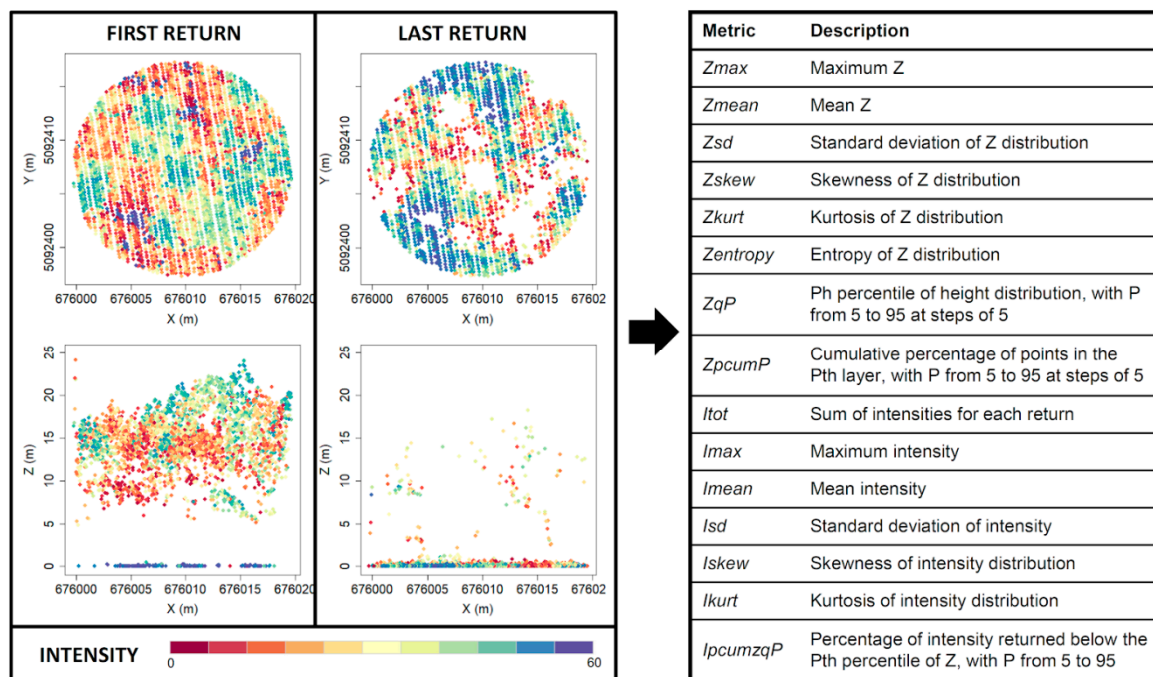 FIRST RETURN
5092410
5092400
Y (m)
676000 676005 676010 676015 676020
X (m)
25
20
15
10
5
0
Z (m)
676000 676005 676010 676015 676020
X (m)
LAST RETURN
5092410
5092400
Y (m)
676000 676005 676010 676015 67602
X (m)
25
20
15
10
5
0
Z (m)
676000 676005 676010 676015 67602
X (m)
INTENSITY
0 60
Metric Description
Zmax Maximum Z
Zmean Mean Z
Zsd Standard deviation of Z distribution
Zskew Skewness of Z distribution
Zkurt Kurtosis of Z distribution
Zentropy Entropy of Z distribution
ZqP Ph percentile of height distribution, with P
from 5 to 95 at steps of 5
ZpcumP Cumulative percentage of points in the
Pth layer, with P from 5 to 95 at steps of 5
Itot Sum of intensities for each return
Imax Maximum intensity
Imean Mean intensity
Isd Standard deviation of intensity
Iskew Skewness of intensity distribution
Ikurt Kurtosis of intensity distribution
IpcumzqP Percentage of intensity returned below the
Pth percentile of Z, with P from 5 to 95